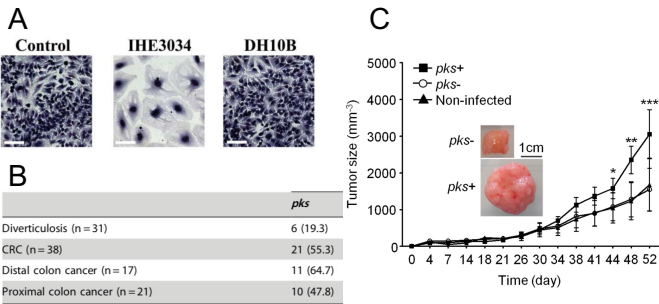 A
Control
IHE3034
DH10B
B
pks
Diverticulosis (n = 31) 6 (19.3)
CRC (n = 38) 21 (55.3)
Distal colon cancer (n = 17) 11 (64.7)
Proximal colon cancer (n = 21) 10 (47.8)
C
pks+
pks-
Non-infected
Tumor size (mm⁻³)
5000
4000
3000
2000
1000
0
pks-
1cm
pks+
*
**
***
0 4 7 14 18 21 26 30 34 38 41 44 48 52
Time (day)